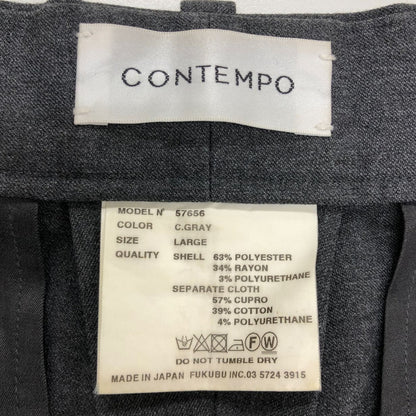 CONTEMPO
MODEL Nº 57656
COLOR C.GRAY
SIZE LARGE
QUALITY SHELL 63% POLYESTER
34% RAYON
3% POLYURETHANE
SEPARATE CLOTH
57% CUPRO
39% COTTON
4% POLYURETHANE
F W
DO NOT TUMBLE DRY
MADE IN JAPAN FUKUBU INC. 03 5724 3915